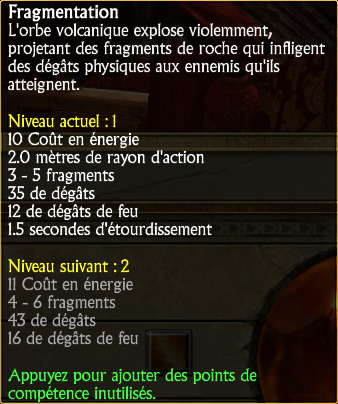 Fragmentation
L'orbe volcanique explose violemment,
projetant des fragments de roche qui infligent
des dégâts physiques aux ennemis qu'ils
atteignent.
Niveau actuel : 1
10 Coût en énergie
2.0 mètres de rayon d'action
3 - 5 fragments
35 de dégâts
12 de dégâts de feu
1.5 secondes d'étourdissement
Niveau suivant : 2
11 Coût en énergie
4 - 6 fragments
43 de dégâts
16 de dégâts de feu
Appuyez pour ajouter des points de
compétence inutilisés.